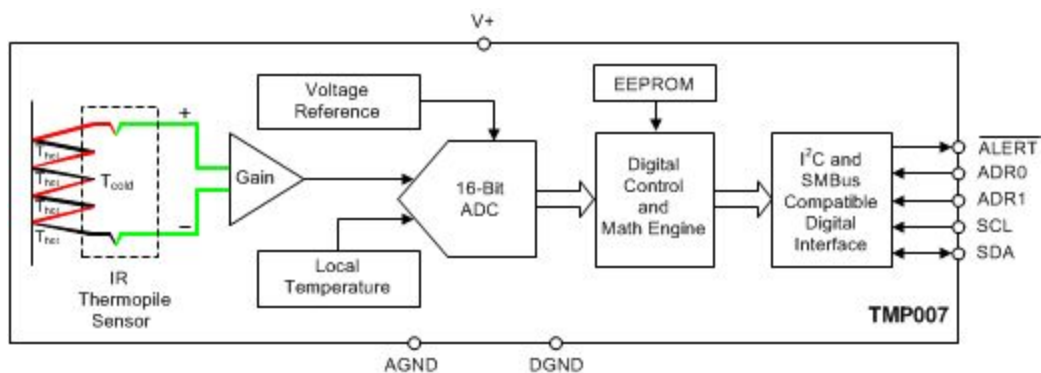 V+
Voltage
Reference
EEPROM
+
Thot
Thot
Thot
Thot
Tcold
−
Gain
16-Bit
ADC
Digital
Control
and
Math Engine
I²C and
SMBus
Compatible
Digital
Interface
ALERT
ADR0
ADR1
SCL
SDA
Local
Temperature
IR
Thermopile
Sensor
TMP007
AGND
DGND